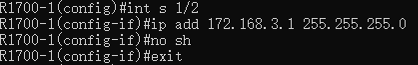 R1700-1(config)#int s 1/2
R1700-1(config-if)#ip add 172.168.3.1 255.255.255.0
R1700-1(config-if)#no sh
R1700-1(config-if)#exit